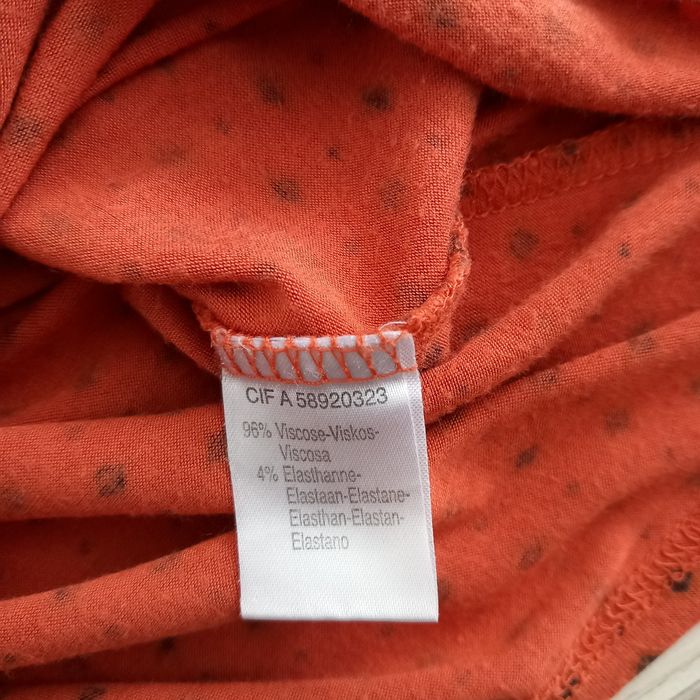 CIF A 58920323
96% Viscose-Viskos-
Viscosa
4% Elasthanne-
Elastaan-Elastane-
Elasthan-Elastan-
Elastano